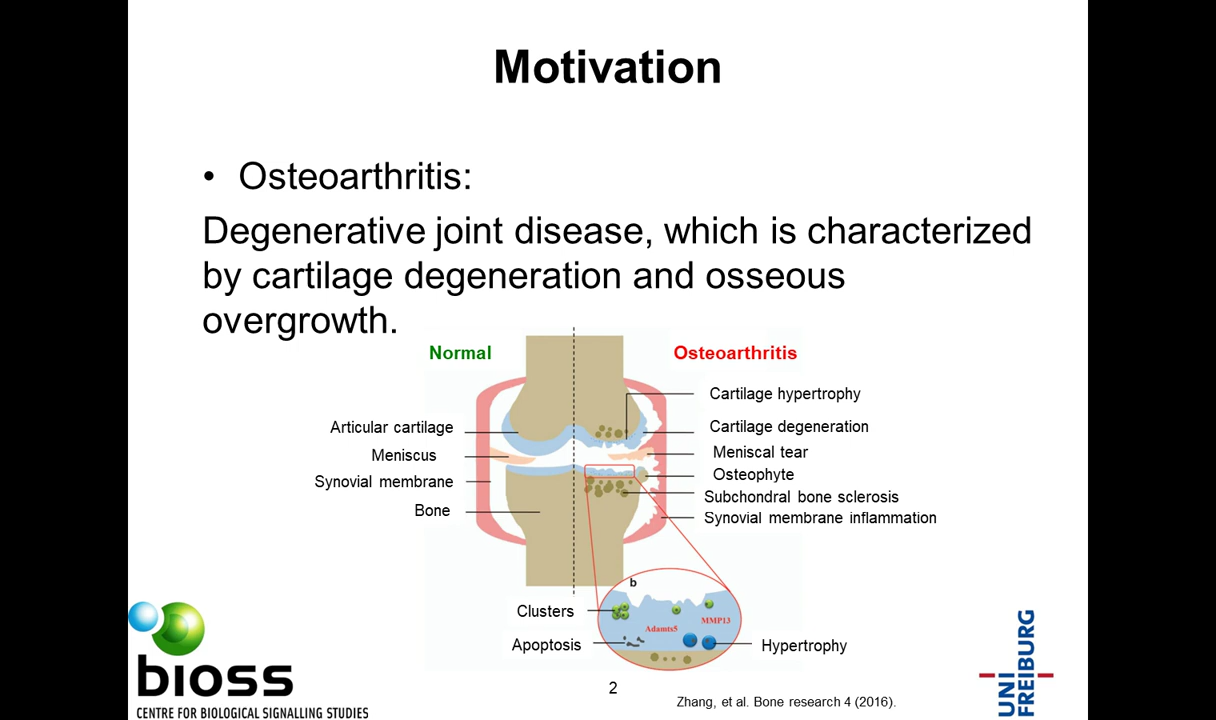 Motivation
• Osteoarthritis:
Degenerative joint disease, which is characterized
by cartilage degeneration and osseous
overgrowth.
Normal
Osteoarthritis
Articular cartilage
Meniscus
Synovial membrane
Bone
Cartilage hypertrophy
Cartilage degeneration
Meniscal tear
Osteophyte
Subchondral bone sclerosis
Synovial membrane inflammation
b
Clusters
Apoptosis
Adamts5
MMP13
Hypertrophy
bioss
CENTRE FOR BIOLOGICAL SIGNALLING STUDIES
2
Zhang, et al. Bone research 4 (2016).
UNI
FREIBURG